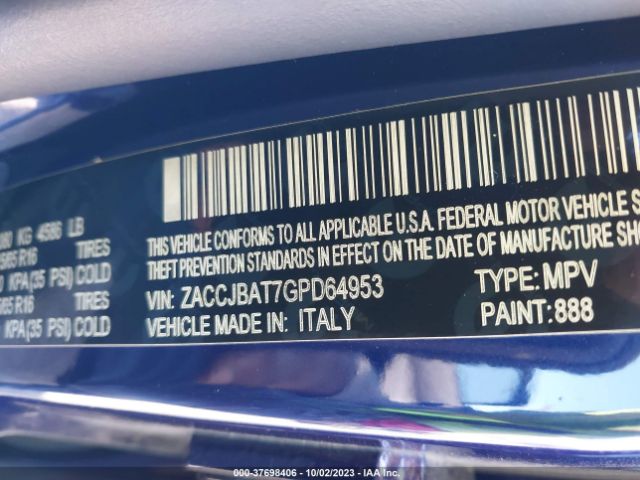 KG 4586 LB
R16 TIRES
KPA(35 PSI) COLD
R16 TIRES
KPA(35 PSI) COLD
THIS VEHICLE CONFORMS TO ALL APPLICABLE U.S.A. FEDERAL MOTOR VEHICLE
THEFT PREVENTION STANDARDS IN EFFECT ON THE DATE OF MANUFACTURE
VIN: ZACCJBAT7GPD64953 TYPE: MPV
VEHICLE MADE IN: ITALY PAINT: 888
000-37698406 - 10/02/2023 - IAA Inc.